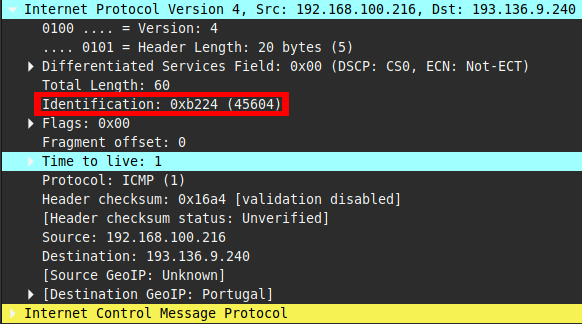 Internet Protocol Version 4, Src: 192.168.100.216, Dst: 193.136.9.240
0100 .... = Version: 4
.... 0101 = Header Length: 20 bytes (5)
Differentiated Services Field: 0x00 (DSCP: CS0, ECN: Not-ECT)
Total Length: 60
Identification: 0xb224 (45604)
Flags: 0x00
Fragment offset: 0
Time to live: 1
Protocol: ICMP (1)
Header checksum: 0x16a4 [validation disabled]
[Header checksum status: Unverified]
Source: 192.168.100.216
Destination: 193.136.9.240
[Source GeoIP: Unknown]
[Destination GeoIP: Portugal]
Internet Control Message Protocol